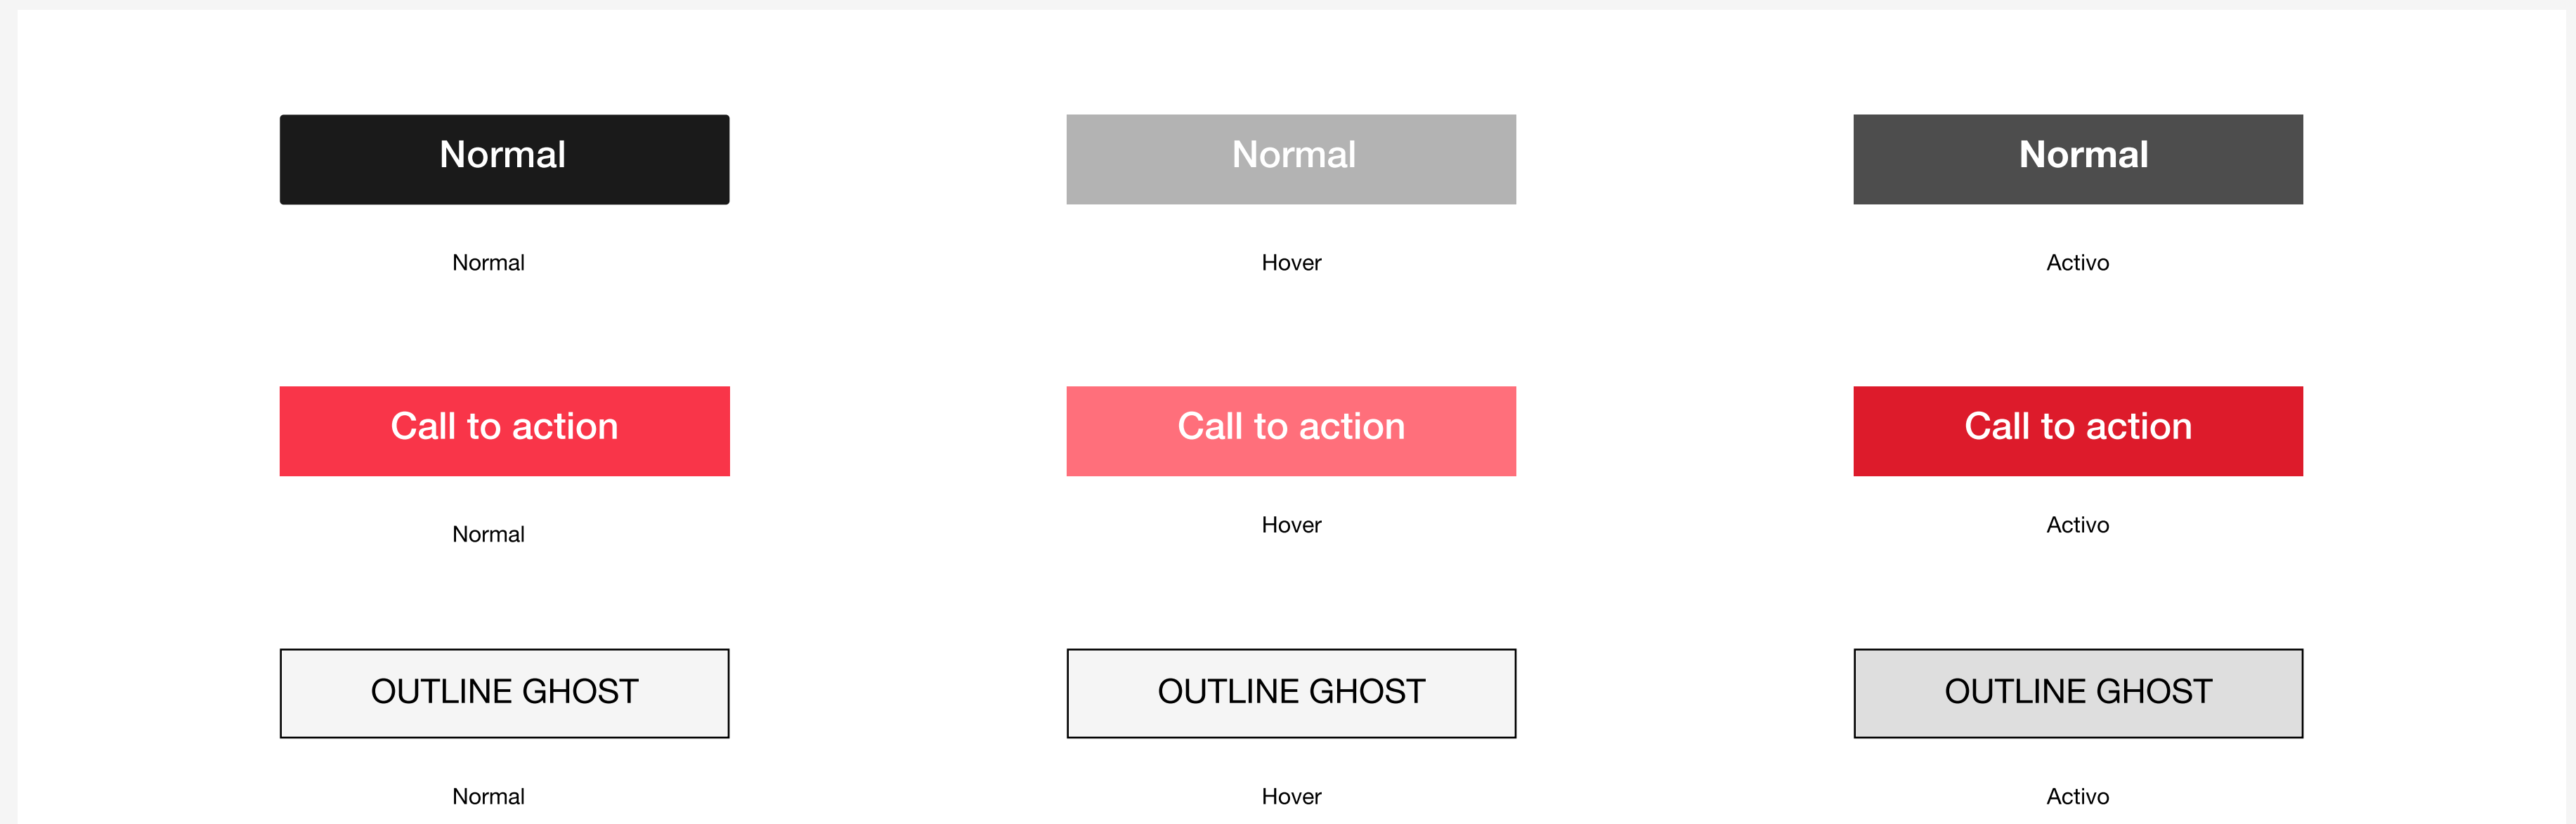 Normal
Normal
Normal
Normal
Hover
Activo
Call to action
Call to action
Call to action
Normal
Hover
Activo
OUTLINE GHOST
OUTLINE GHOST
OUTLINE GHOST
Normal
Hover
Activo